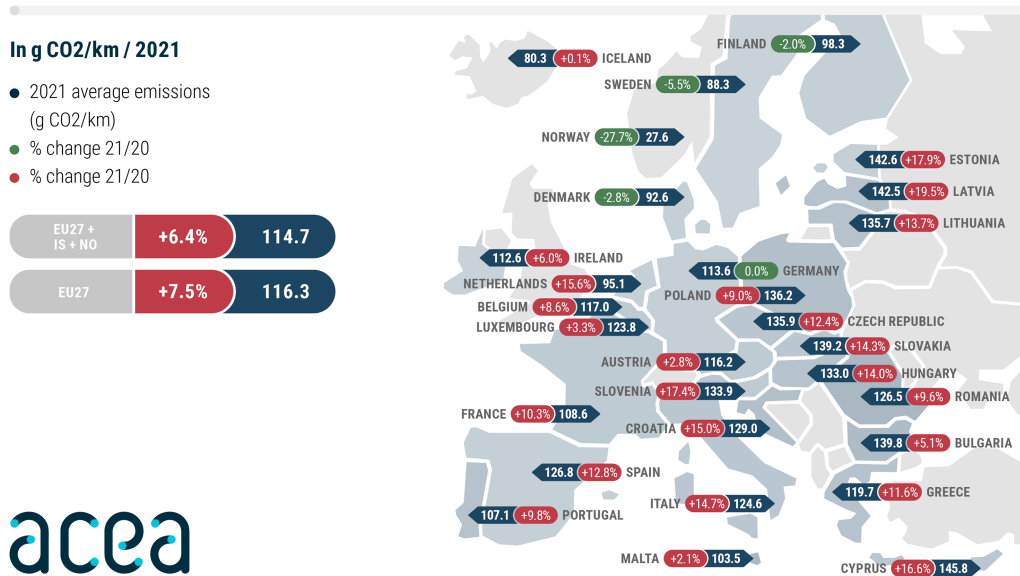 In g CO2/km / 2021
2021 average emissions
(g CO2/km)
% change 21/20
% change 21/20
EU27 +
IS + NO
+6.4%
114.7
EU27
+7.5%
116.3
acea
80.3 +0.1% ICELAND
FINLAND -2.0% 98.3
SWEDEN -5.5% 88.3
NORWAY -27.7% 27.6
142.6 +17.9% ESTONIA
142.5 +19.5% LATVIA
DENMARK -2.8% 92.6
135.7 +13.7% LITHUANIA
112.6 +6.0% IRELAND
113.6 0.0% GERMANY
NETHERLANDS +15.6% 95.1
POLAND +9.0% 136.2
BELGIUM +8.6% 117.0
135.9 +12.4% CZECH REPUBLIC
LUXEMBOURG +3.3% 123.8
139.2 +14.3% SLOVAKIA
AUSTRIA +2.8% 116.2
133.0 +14.0% HUNGARY
SLOVENIA +17.4% 133.9
126.5 +9.6% ROMANIA
FRANCE +10.3% 108.6
CROATIA +15.0% 129.0
139.8 +5.1% BULGARIA
126.8 +12.8% SPAIN
119.7 +11.6% GREECE
ITALY +14.7% 124.6
107.1 +9.8% PORTUGAL
MALTA +2.1% 103.5
CYPRUS +16.6% 145.8